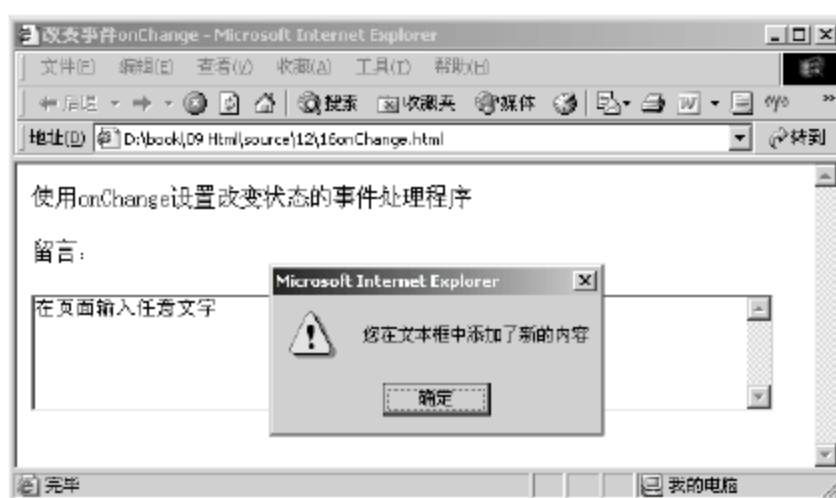 改变事件onChange - Microsoft Internet Explorer
文件(E) 编辑(E) 查看(V) 收藏(A) 工具(T) 帮助(H)
后退 搜索 收藏夹 媒体
地址(D) D:\book\09 Html\source\12\16onChange.html 转到
使用onChange设置改变状态的事件处理程序
留言:
在页面输入任意文字
Microsoft Internet Explorer
您在文本框中添加了新的内容
确定
完毕 我的电脑